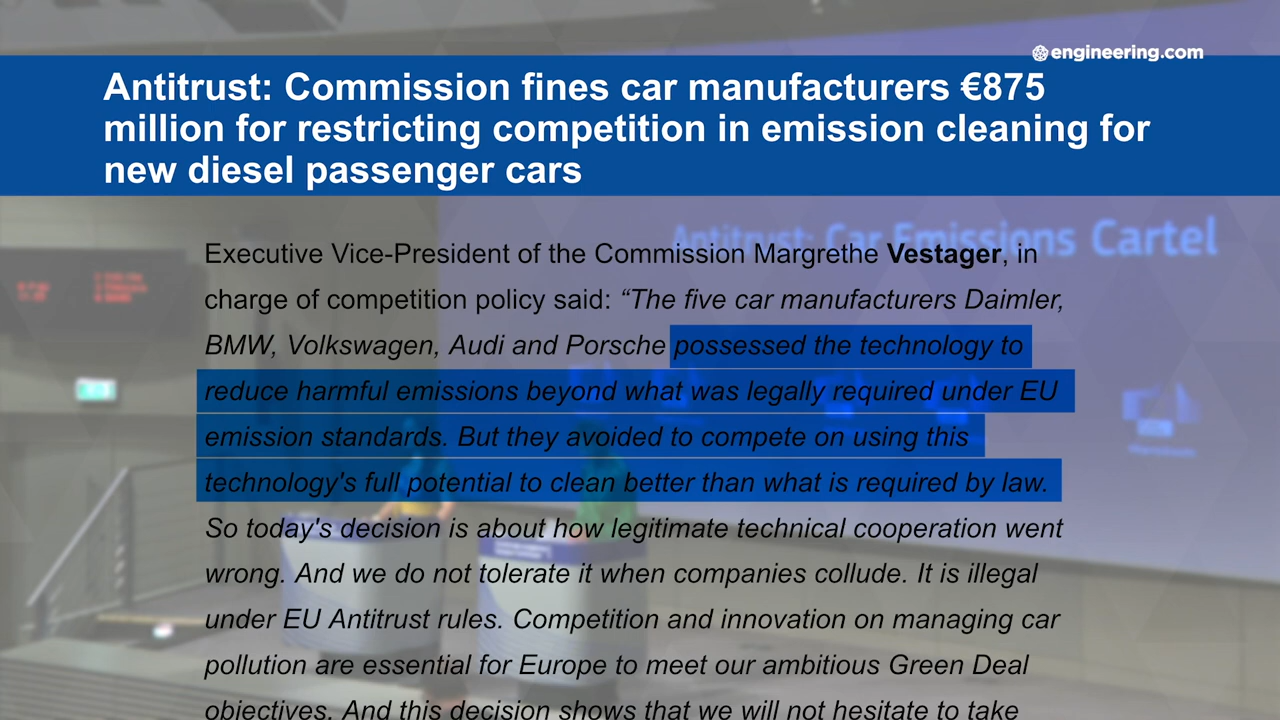 engineering.com
Antitrust: Commission fines car manufacturers €875
million for restricting competition in emission cleaning for
new diesel passenger cars
Antitrust: Car Emissions Cartel
Executive Vice-President of the Commission Margrethe Vestager, in
charge of competition policy said: “The five car manufacturers Daimler,
BMW, Volkswagen, Audi and Porsche possessed the technology to
reduce harmful emissions beyond what was legally required under EU
emission standards. But they avoided to compete on using this
technology's full potential to clean better than what is required by law.
So today's decision is about how legitimate technical cooperation went
wrong. And we do not tolerate it when companies collude. It is illegal
under EU Antitrust rules. Competition and innovation on managing car
pollution are essential for Europe to meet our ambitious Green Deal
objectives. And this decision shows that we will not hesitate to take